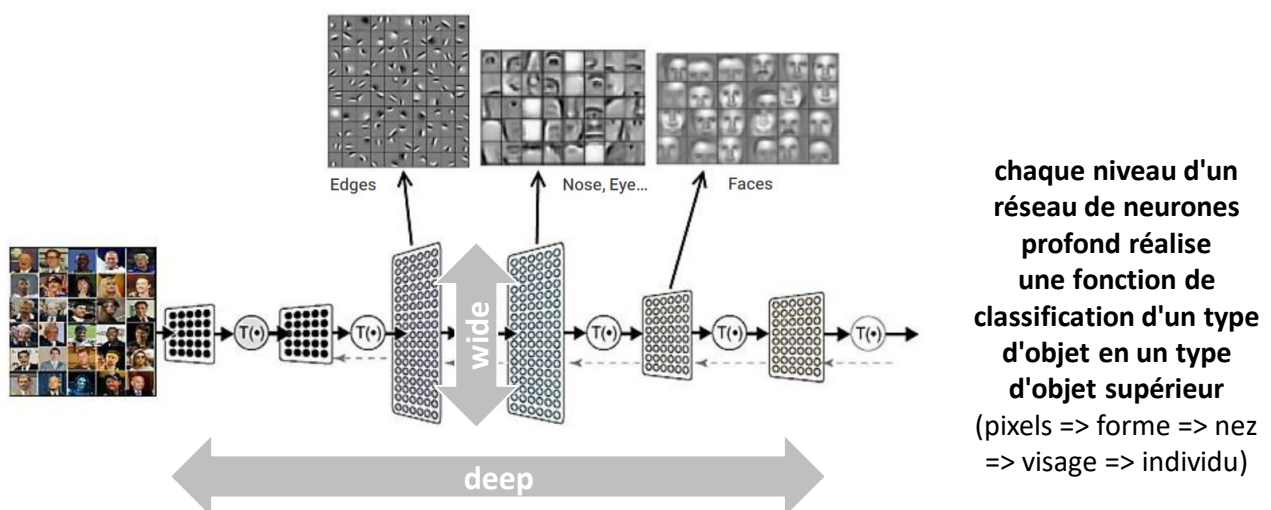 Edges
Nose, Eye...
Faces
T(•)
T(•)
wide
T(•)
T(•)
T(•)
deep
chaque niveau d'un
réseau de neurones
profond réalise
une fonction de
classification d'un type
d'objet en un type
d'objet supérieur
(pixels => forme => nez
=> visage => individu)